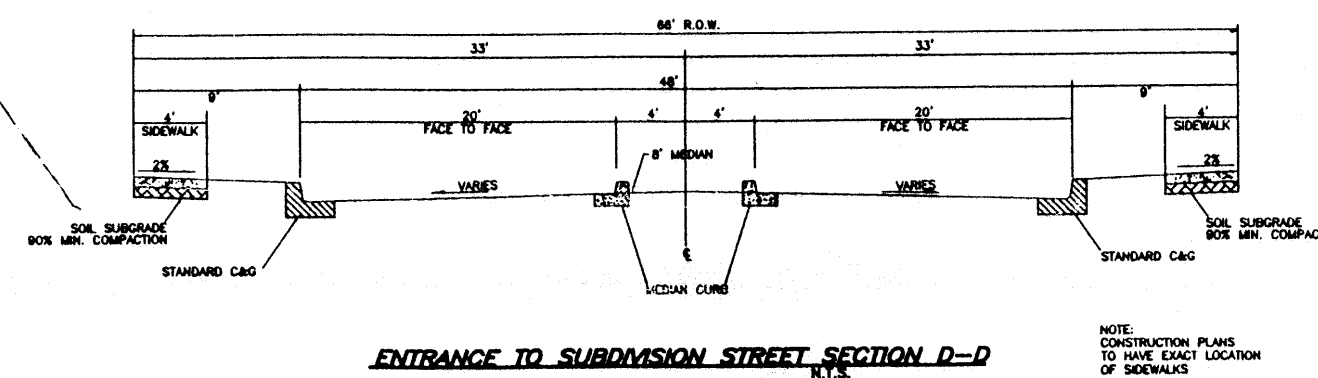 66' R.O.W.
33' 33'
48'
9' 9'
4' 20' 4' 4' 20' 4'
SIDEWALK FACE TO FACE FACE TO FACE SIDEWALK
8' MEDIAN
2% VARIES VARIES 2%
SOIL SUBGRADE
90% MIN. COMPACTION
SOIL SUBGRADE
90% MIN. COMPAC
STANDARD C&G
STANDARD C&G
℄
MEDIAN CURB
ENTRANCE TO SUBDIVISION STREET SECTION D-D
N.T.S.
NOTE:
CONSTRUCTION PLANS
TO HAVE EXACT LOCATION
OF SIDEWALKS